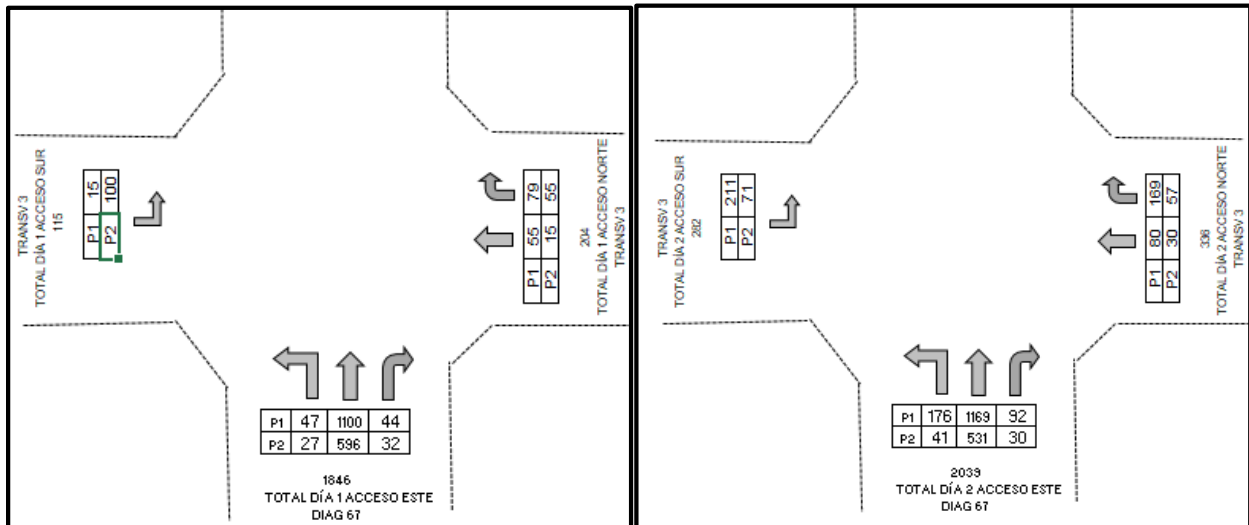 TRANSV 3
TOTAL DÍA 1 ACCESO SUR
115
P1 15
P2 100
P1 55 79
P2 15 55
204
TOTAL DÍA 1 ACCESO NORTE
TRANSV 3
P1 47 1100 44
P2 27 596 32
1846
TOTAL DÍA 1 ACCESO ESTE
DIAG 67
TRANSV 3
TOTAL DÍA 2 ACCESO SUR
282
P1 211
P2 71
P1 80 169
P2 30 57
336
TOTAL DÍA 2 ACCESO NORTE
TRANSV 3
P1 176 1169 92
P2 41 531 30
2039
TOTAL DÍA 2 ACCESO ESTE
DIAG 67